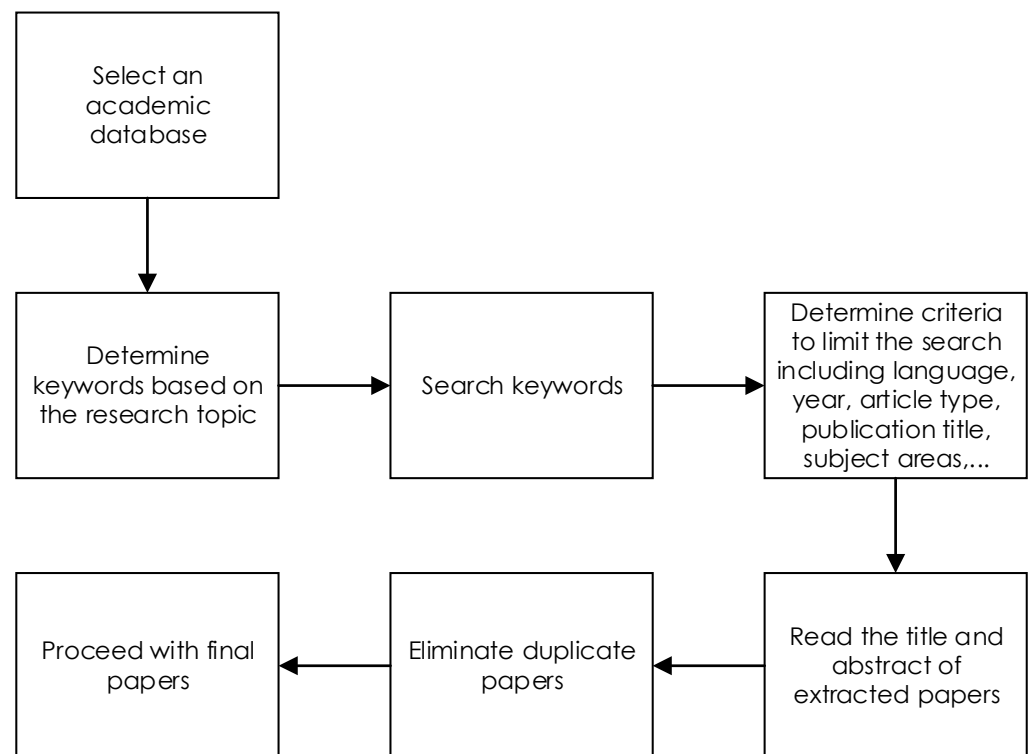 Select an
academic
database
Determine
keywords based on
the research topic
Search keywords
Determine criteria
to limit the search
including language,
year, article type,
publication title,
subject areas,...
Read the title and
abstract of
extracted papers
Eliminate duplicate
papers
Proceed with final
papers